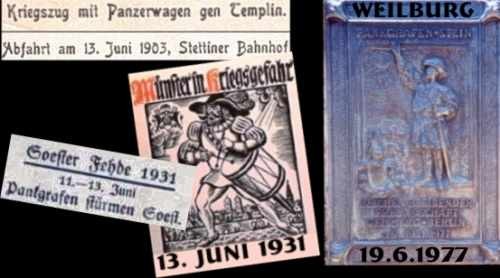 Kriegszug mit Panzerwagen gen Templin.
Abfahrt am 13. Juni 1903, Stettiner Bahnhof.
Münster in Kriegsgefahr
Soester Fehde 1931
11.–13. Juni
Pankgrafen stürmen Soest.
13. JUNI 1931
WEILBURG
PANKGRAFEN-STEIN
19.6.1977